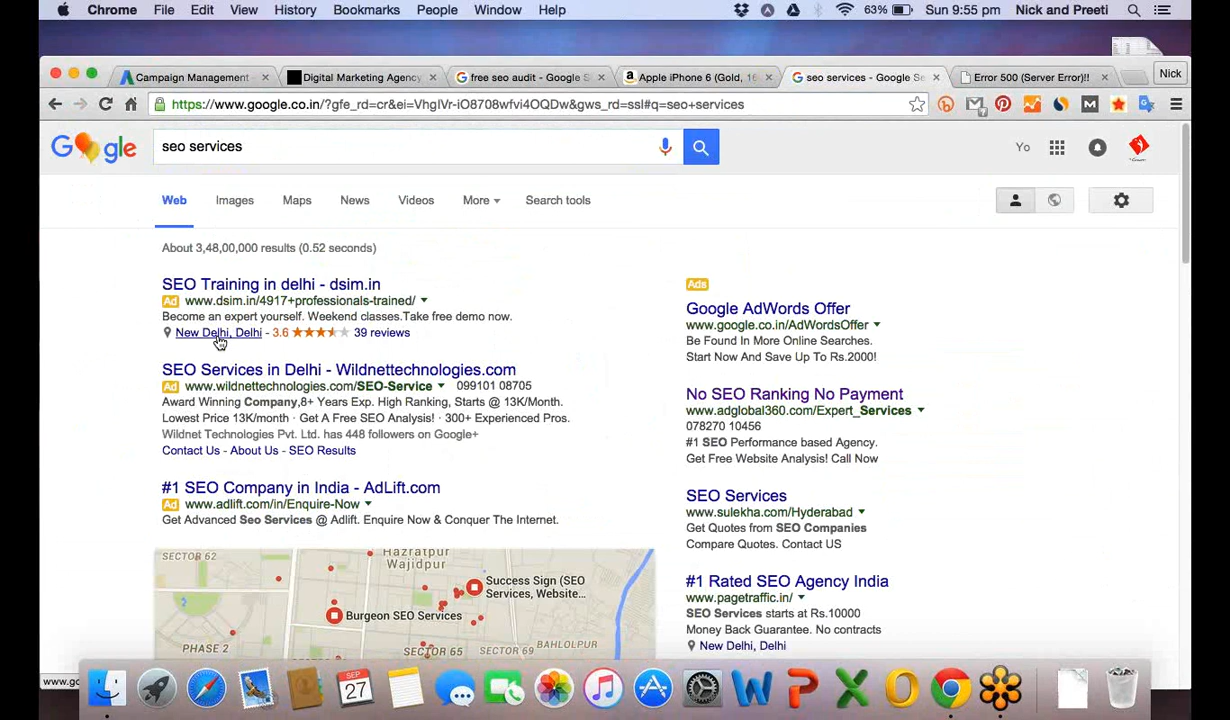 Chrome File Edit View History Bookmarks People Window Help 63% Sun 9:55 pm Nick and Preeti
Campaign Management - Digital Marketing Agency free seo audit - Google S Apple iPhone 6 (Gold, 16 seo services - Google Se Error 500 (Server Error)!! Nick
https://www.google.co.in/?gfe_rd=cr&ei=VhgIVr-iO8708wfvi4OQDw&gws_rd=ssl#q=seo+services
Google seo services Yo
Web Images Maps News Videos More Search tools
About 3,48,00,000 results (0.52 seconds)
SEO Training in delhi - dsim.in
Ad www.dsim.in/4917+professionals-trained/
Become an expert yourself. Weekend classes.Take free demo now.
New Delhi, Delhi - 3.6 39 reviews
SEO Services in Delhi - Wildnettechnologies.com
Ad www.wildnettechnologies.com/SEO-Service 099101 08705
Award Winning Company,8+ Years Exp. High Ranking, Starts @ 13K/Month.
Lowest Price 13K/month · Get A Free SEO Analysis! · 300+ Experienced Pros.
Wildnet Technologies Pvt. Ltd. has 448 followers on Google+
Contact Us - About Us - SEO Results
#1 SEO Company in India - AdLift.com
Ad www.adlift.com/in/Enquire-Now
Get Advanced Seo Services @ Adlift. Enquire Now & Conquer The Internet.
SECTOR 62
Hazratpur
Wajidpur
Success Sign (SEO
Services, Website...
Burgeon SEO Services
PHASE 2
SECTOR 65
SECTOR 69
BAHLOLPUR
Ads
Google AdWords Offer
www.google.co.in/AdWordsOffer
Be Found In More Online Searches.
Start Now And Save Up To Rs.2000!
No SEO Ranking No Payment
www.adglobal360.com/Expert_Services
078270 10456
#1 SEO Performance based Agency.
Get Free Website Analysis! Call Now
SEO Services
www.sulekha.com/Hyderabad
Get Quotes from SEO Companies
Compare Quotes. Contact US
#1 Rated SEO Agency India
www.pagetraffic.in/
SEO Services starts at Rs.10000
Money Back Guarantee. No contracts
New Delhi, Delhi
www.go
SEP 27